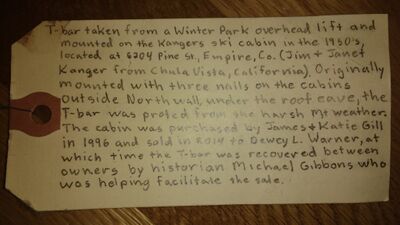 T-bar taken from a Winter Park overhead lift and
mounted on the Kangers ski cabin in the 1950's,
located at 6204 Pine St., Empire, Co. (Jim & Janet
Kanger from Chula Vista, California). Originally
mounted with three nails on the cabins
outside North wall, under the roof eave, the
T-bar was proted from the harsh Mt weather.
The cabin was purchased by James & Katie Gill
in 1996 and sold in 2014 to Dewey L. Warner, at
which time the T-bar was recovered between
owners by historian Michael Gibbons who
was helping facilitate the sale.